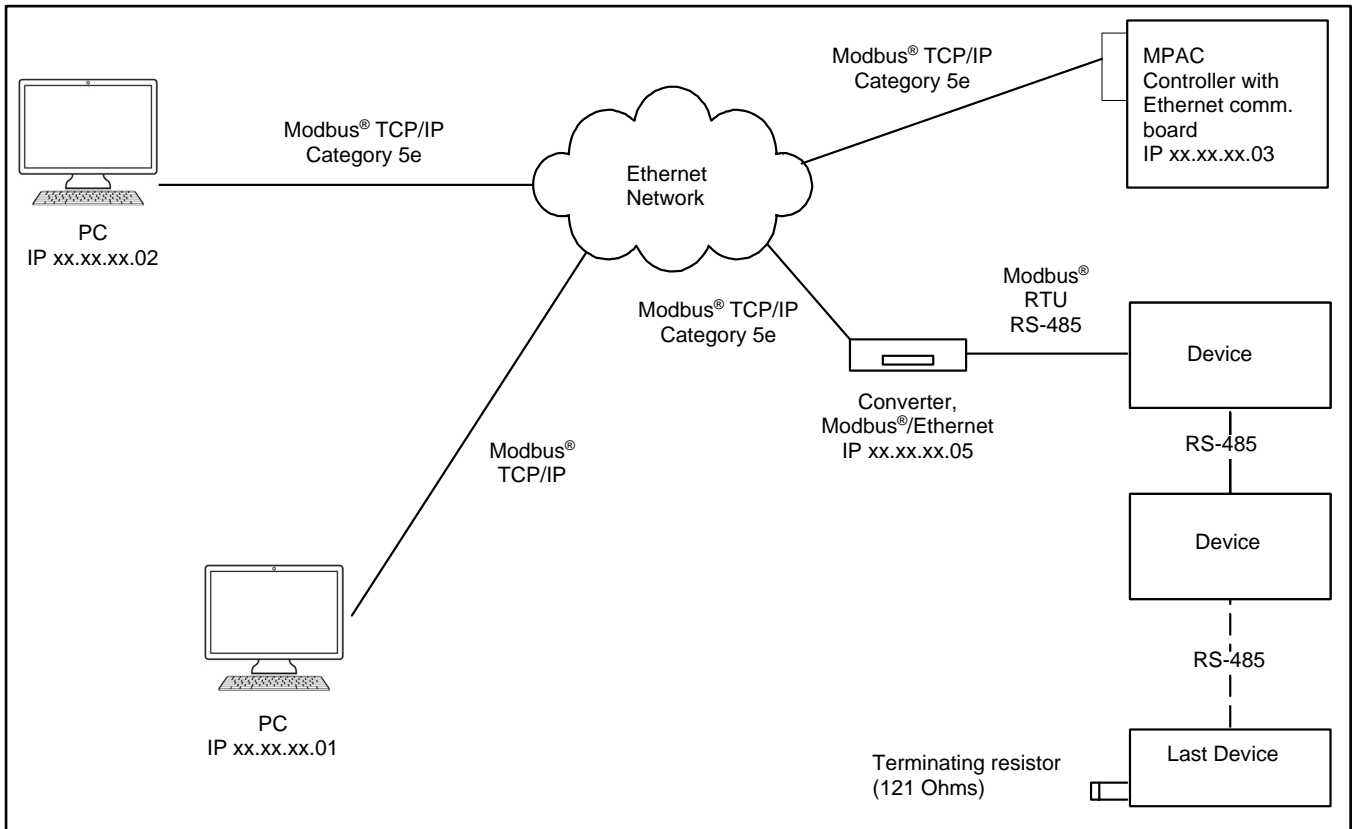 Modbus® TCP/IP
Category 5e
MPAC
Controller with
Ethernet comm.
board
IP xx.xx.xx.03
Modbus® TCP/IP
Category 5e
Ethernet
Network
PC
IP xx.xx.xx.02
Modbus® TCP/IP
Category 5e
Modbus®
RTU
RS-485
Device
Converter,
Modbus®/Ethernet
IP xx.xx.xx.05
RS-485
Modbus®
TCP/IP
Device
RS-485
PC
IP xx.xx.xx.01
Last Device
Terminating resistor
(121 Ohms)